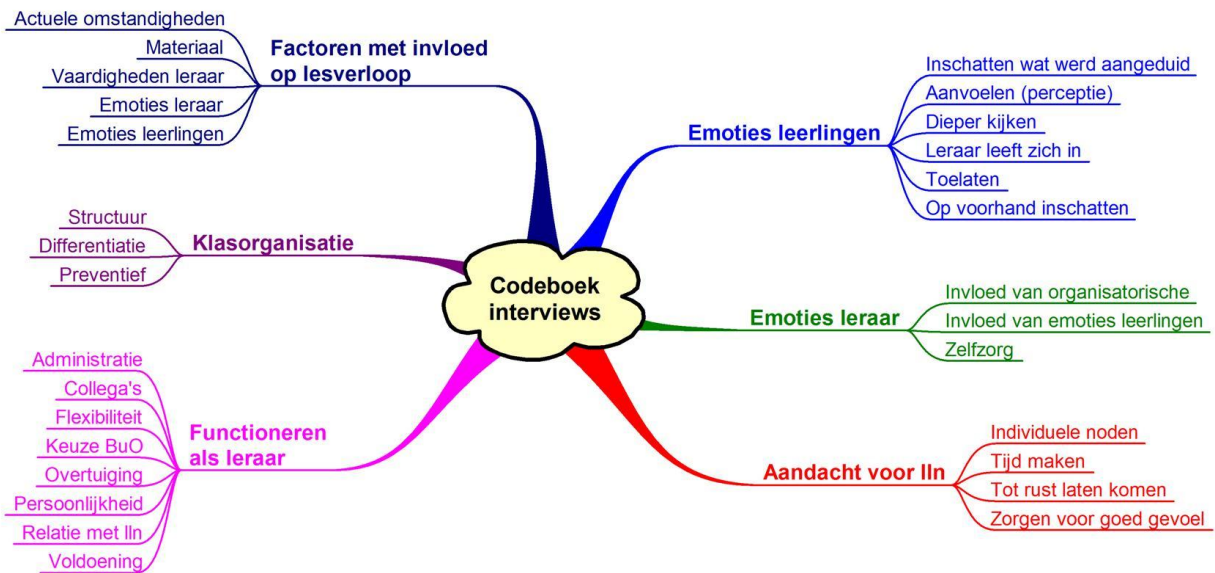 Actuele omstandigheden
Materiaal
Vaardigheden leraar
Emoties leraar
Emoties leerlingen
Factoren met invloed
op lesverloop
Structuur
Differentiatie
Preventief
Klasorganisatie
Administratie
Collega's
Flexibiliteit
Keuze BuO
Overtuiging
Persoonlijkheid
Relatie met lln
Voldoening
Functioneren
als leraar
Codeboek
interviews
Emoties leerlingen
Inschatten wat werd aangeduid
Aanvoelen (perceptie)
Dieper kijken
Leraar leeft zich in
Toelaten
Op voorhand inschatten
Emoties leraar
Invloed van organisatorische
Invloed van emoties leerlingen
Zelfzorg
Aandacht voor lln
Individuele noden
Tijd maken
Tot rust laten komen
Zorgen voor goed gevoel